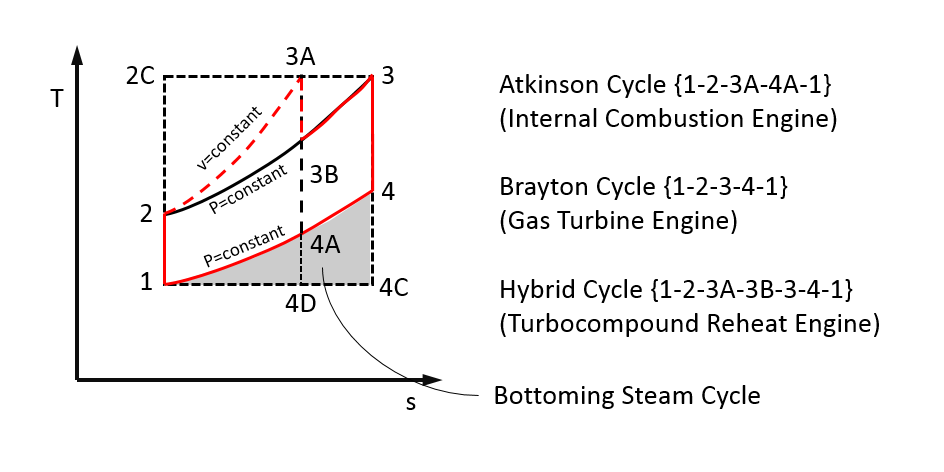 3A
2C
3
T
v=constant
P=constant
3B
2
4
P=constant
4A
1
4C
4D
s
Atkinson Cycle {1-2-3A-4A-1}
(Internal Combustion Engine)
Brayton Cycle {1-2-3-4-1}
(Gas Turbine Engine)
Hybrid Cycle {1-2-3A-3B-3-4-1}
(Turbocompound Reheat Engine)
Bottoming Steam Cycle